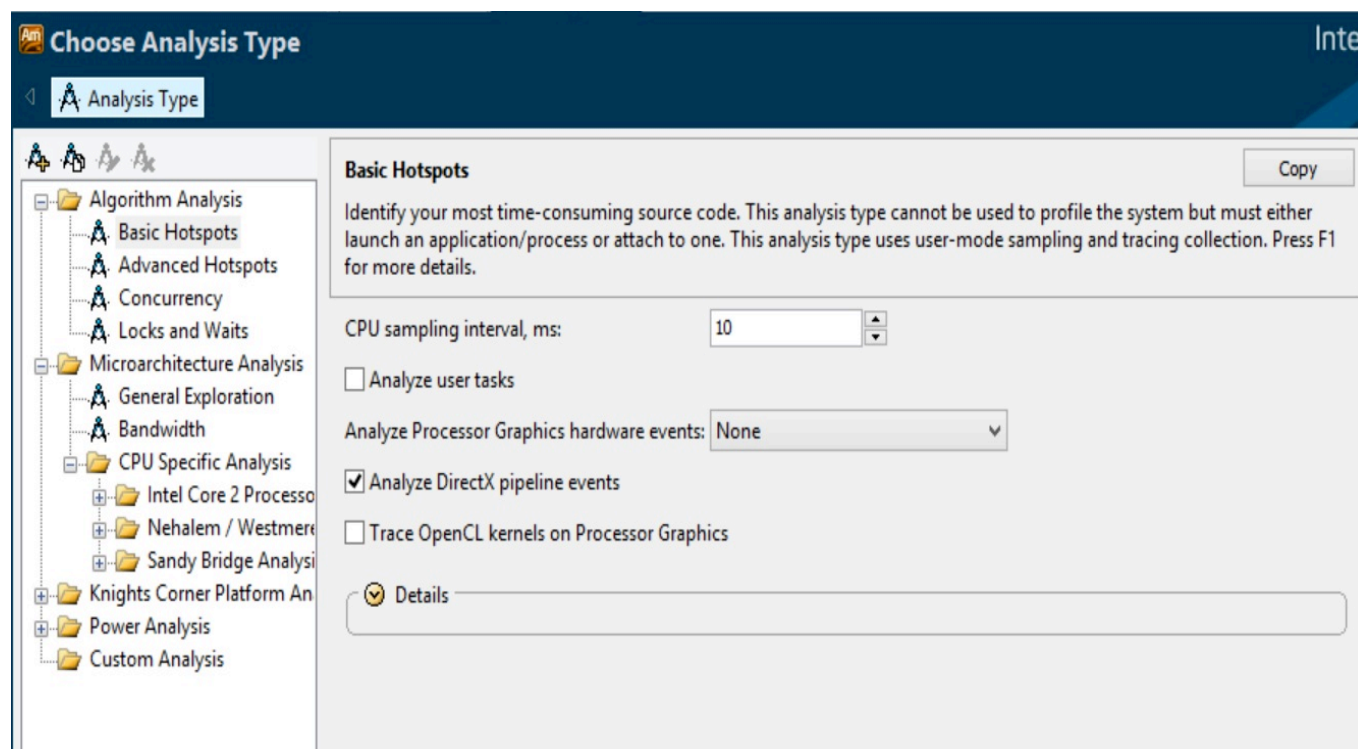 Am Choose Analysis Type
Inte
Analysis Type
Algorithm Analysis
Basic Hotspots
Advanced Hotspots
Concurrency
Locks and Waits
Microarchitecture Analysis
General Exploration
Bandwidth
CPU Specific Analysis
Intel Core 2 Processo
Nehalem / Westmere
Sandy Bridge Analysi
Knights Corner Platform An
Power Analysis
Custom Analysis
Basic Hotspots
Copy
Identify your most time-consuming source code. This analysis type cannot be used to profile the system but must either
launch an application/process or attach to one. This analysis type uses user-mode sampling and tracing collection. Press F1
for more details.
CPU sampling interval, ms: 10
Analyze user tasks
Analyze Processor Graphics hardware events: None
Analyze DirectX pipeline events
Trace OpenCL kernels on Processor Graphics
Details